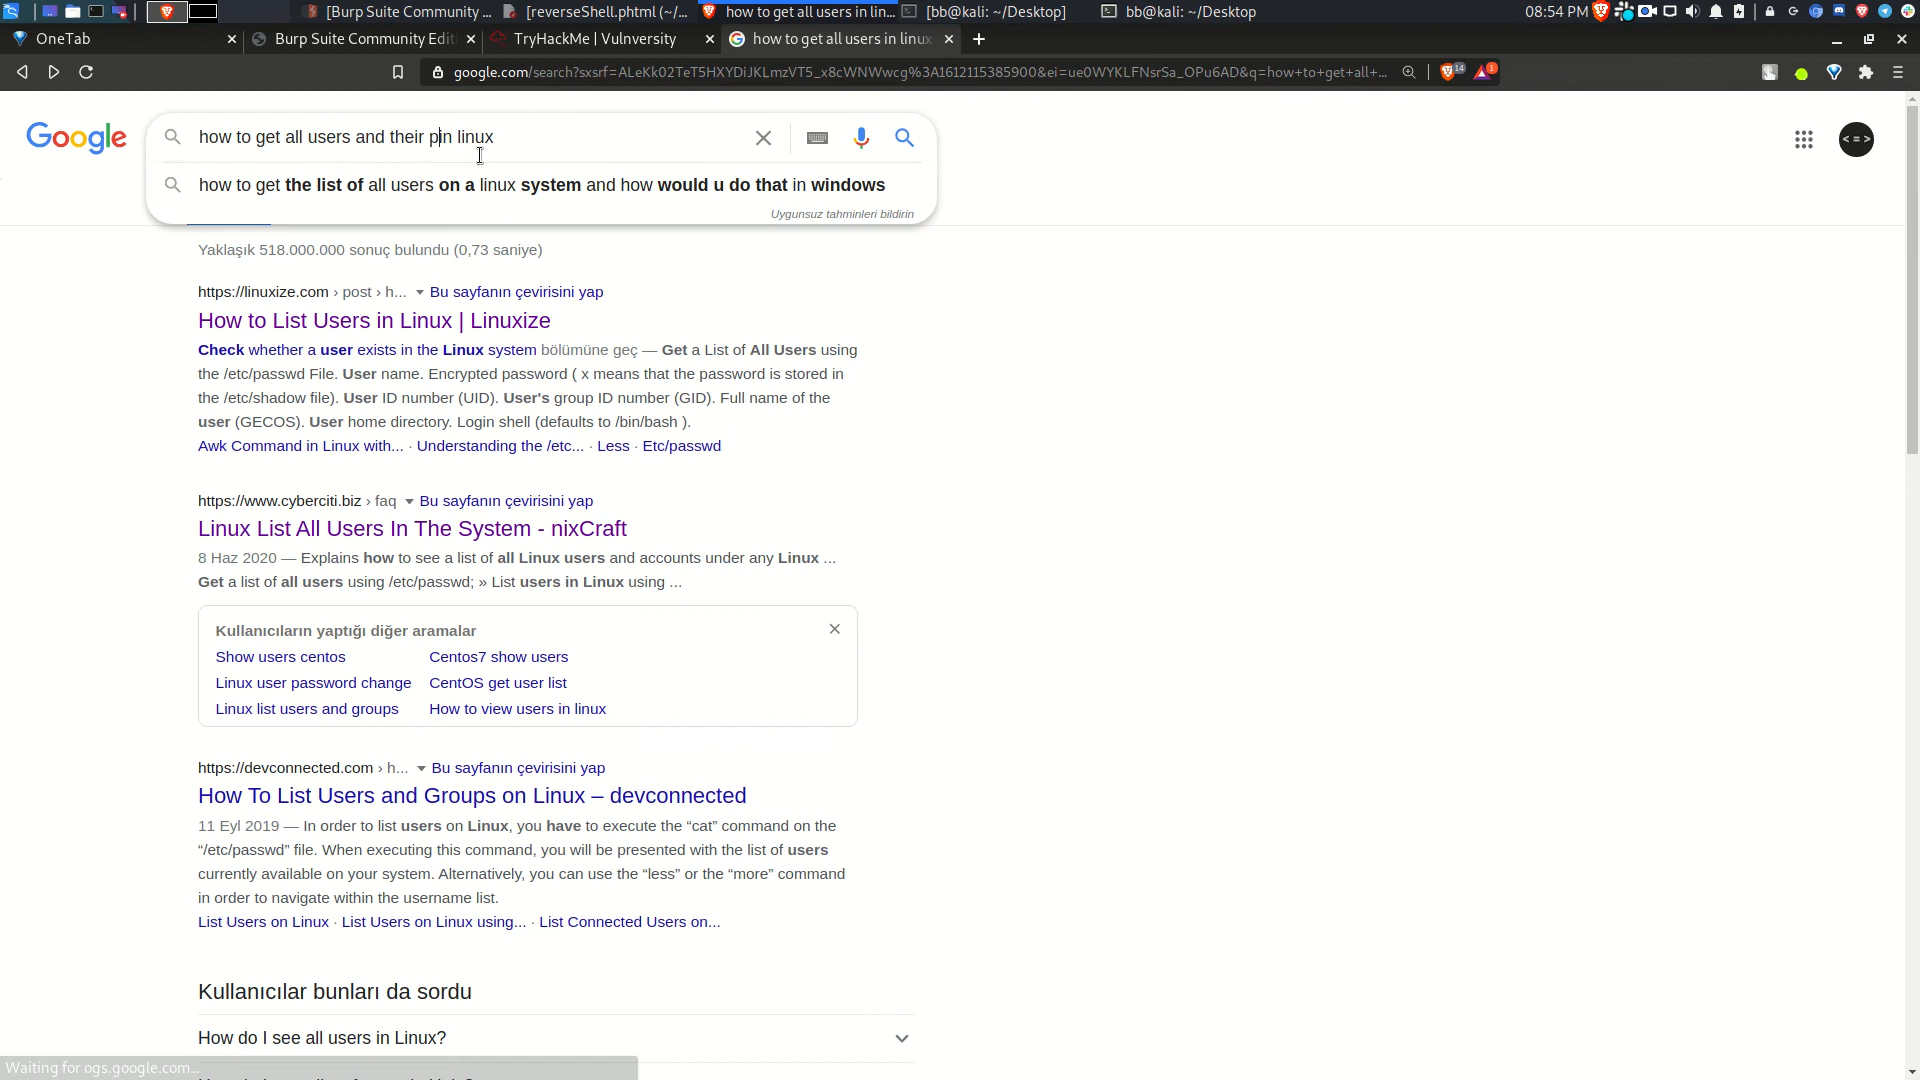 [Burp Suite Community ...
[reverseShell.phtml (~/...
how to get all users in lin...
[bb@kali: ~/Desktop]
bb@kali: ~/Desktop
08:54 PM
OneTab
Burp Suite Community Edit
TryHackMe | Vulnversity
how to get all users in linux
google.com/search?sxsrf=ALeKk02TeT5HXYDiJKLmzVT5_x8cWNWwcg%3A1612115385900&ei=ue0WYKLFNsrSa_OPu6AD&q=how+to+get+all+...
14
1
Google
how to get all users and their pin linux
< = >
how to get the list of all users on a linux system and how would u do that in windows
Uygunsuz tahminleri bildirin
Yaklaşık 518.000.000 sonuç bulundu (0,73 saniye)
https://linuxize.com › post › h... Bu sayfanın çevirisini yap
How to List Users in Linux | Linuxize
Check whether a user exists in the Linux system bölümüne geç — Get a List of All Users using
the /etc/passwd File. User name. Encrypted password ( x means that the password is stored in
the /etc/shadow file). User ID number (UID). User's group ID number (GID). Full name of the
user (GECOS). User home directory. Login shell (defaults to /bin/bash ).
Awk Command in Linux with... · Understanding the /etc... · Less · Etc/passwd
https://www.cyberciti.biz › faq Bu sayfanın çevirisini yap
Linux List All Users In The System - nixCraft
8 Haz 2020 — Explains how to see a list of all Linux users and accounts under any Linux ...
Get a list of all users using /etc/passwd; » List users in Linux using ...
Kullanıcıların yaptığı diğer aramalar
Show users centos Centos7 show users
Linux user password change CentOS get user list
Linux list users and groups How to view users in linux
https://devconnected.com › h... Bu sayfanın çevirisini yap
How To List Users and Groups on Linux – devconnected
11 Eyl 2019 — In order to list users on Linux, you have to execute the “cat” command on the
“/etc/passwd” file. When executing this command, you will be presented with the list of users
currently available on your system. Alternatively, you can use the “less” or the “more” command
in order to navigate within the username list.
List Users on Linux · List Users on Linux using... · List Connected Users on...
Kullanıcılar bunları da sordu
How do I see all users in Linux?
Waiting for ogs.google.com...